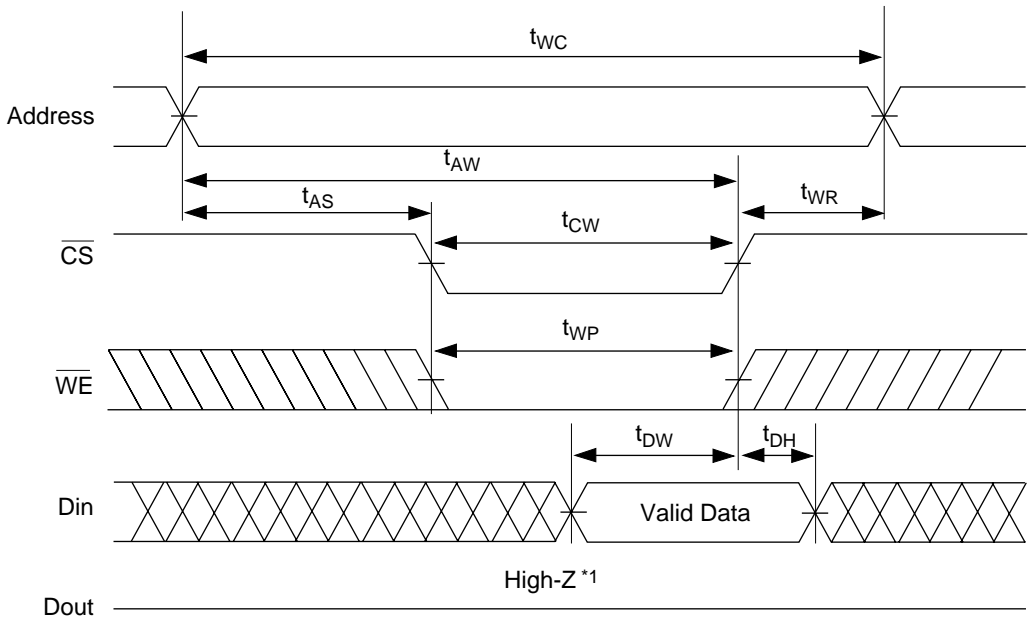 tWC
Address
tAW
tAS
tWR
tCW
CS
tWP
WE
tDW
tDH
Din
Valid Data
High-Z *1
Dout